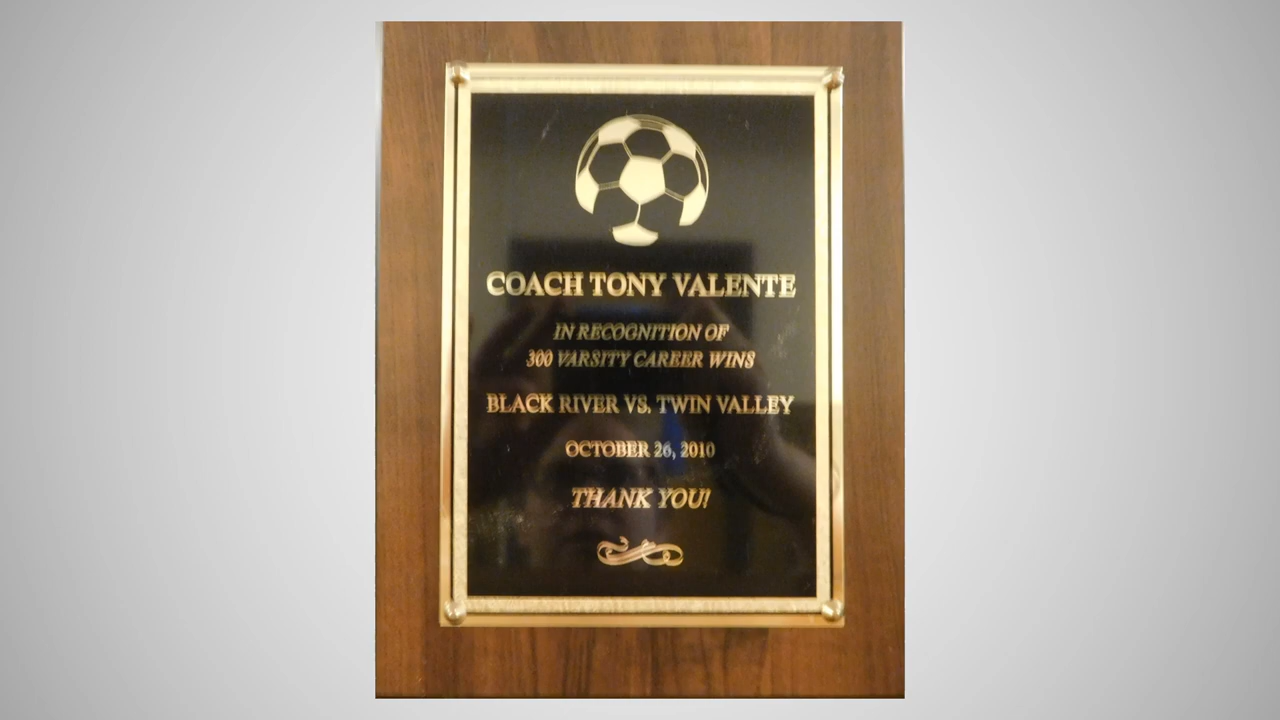 COACH TONY VALENTE
IN RECOGNITION OF
300 VARSITY CAREER WINS
BLACK RIVER VS. TWIN VALLEY
OCTOBER 26, 2010
THANK YOU!